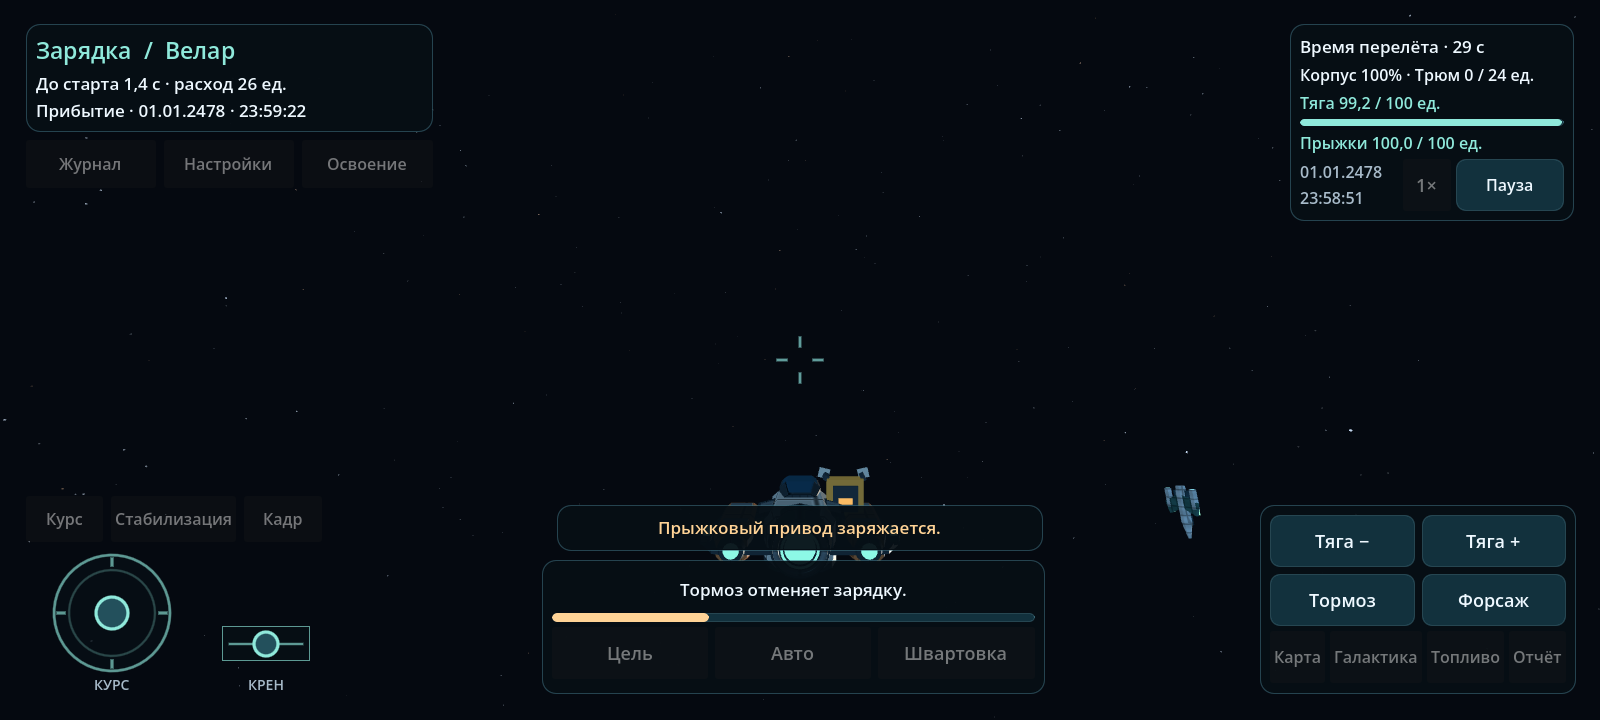 Зарядка / Велар
До старта 1,4 с · расход 26 ед.
Прибытие · 01.01.2478 · 23:59:22
Журнал
Настройки
Освоение
Время перелёта · 29 с
Корпус 100% · Трюм 0 / 24 ед.
Тяга 99,2 / 100 ед.
Прыжки 100,0 / 100 ед.
01.01.2478
23:58:51
1×
Пауза
Курс
Стабилизация
Кадр
КУРС
КРЕН
Прыжковый привод заряжается.
Тормоз отменяет зарядку.
Цель
Авто
Швартовка
Тяга −
Тяга +
Тормоз
Форсаж
Карта
Галактика
Топливо
Отчёт